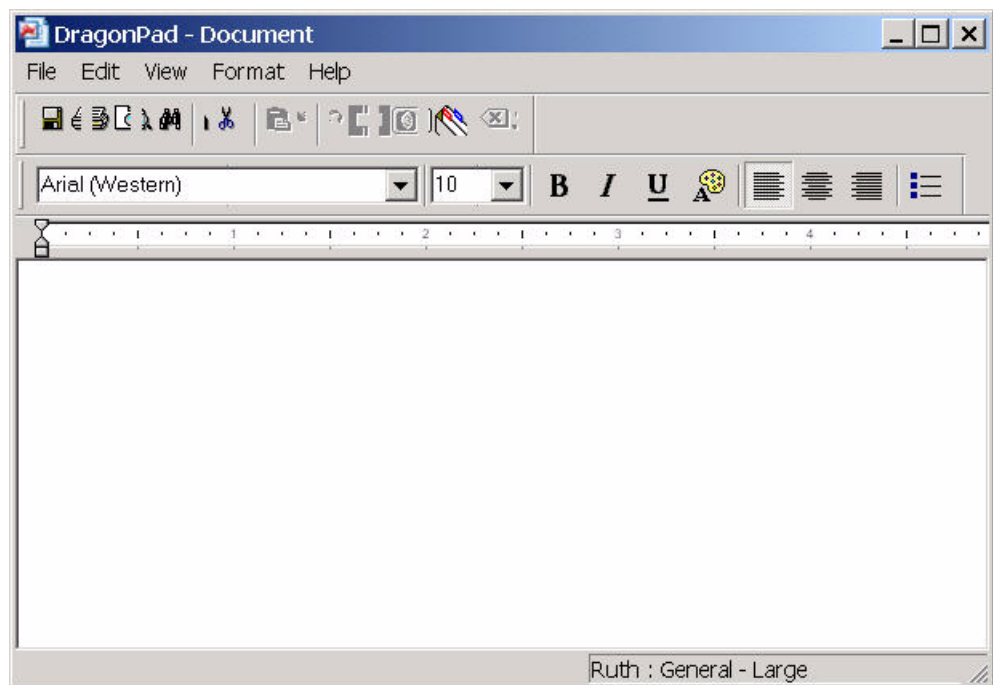 DragonPad - Document
File Edit View Format Help
Arial (Western) 10 B I U A
1 2 3 4
Ruth : General - Large